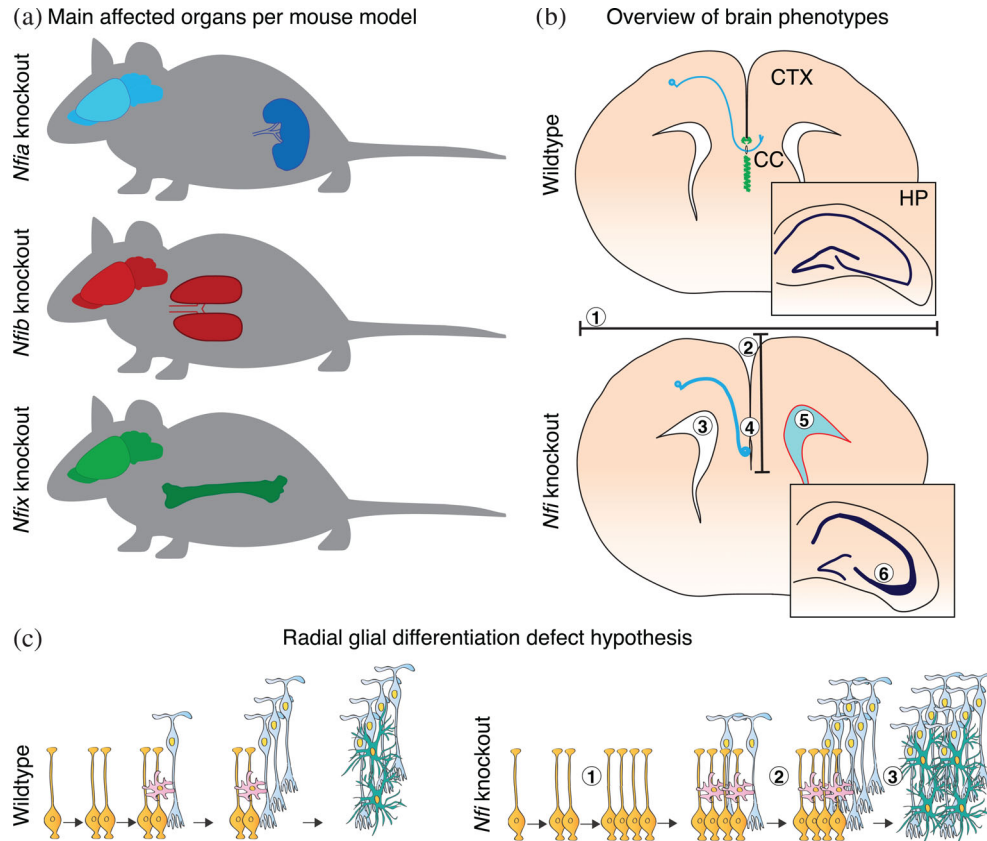 (a) Main affected organs per mouse model
Nfia knockout
Nfib knockout
Nfix knockout
(b) Overview of brain phenotypes
Wildtype
CTX
CC
HP
Nfi knockout
1
2
3
4
5
6
(c) Radial glial differentiation defect hypothesis
Wildtype
Nfi knockout
1
2
3